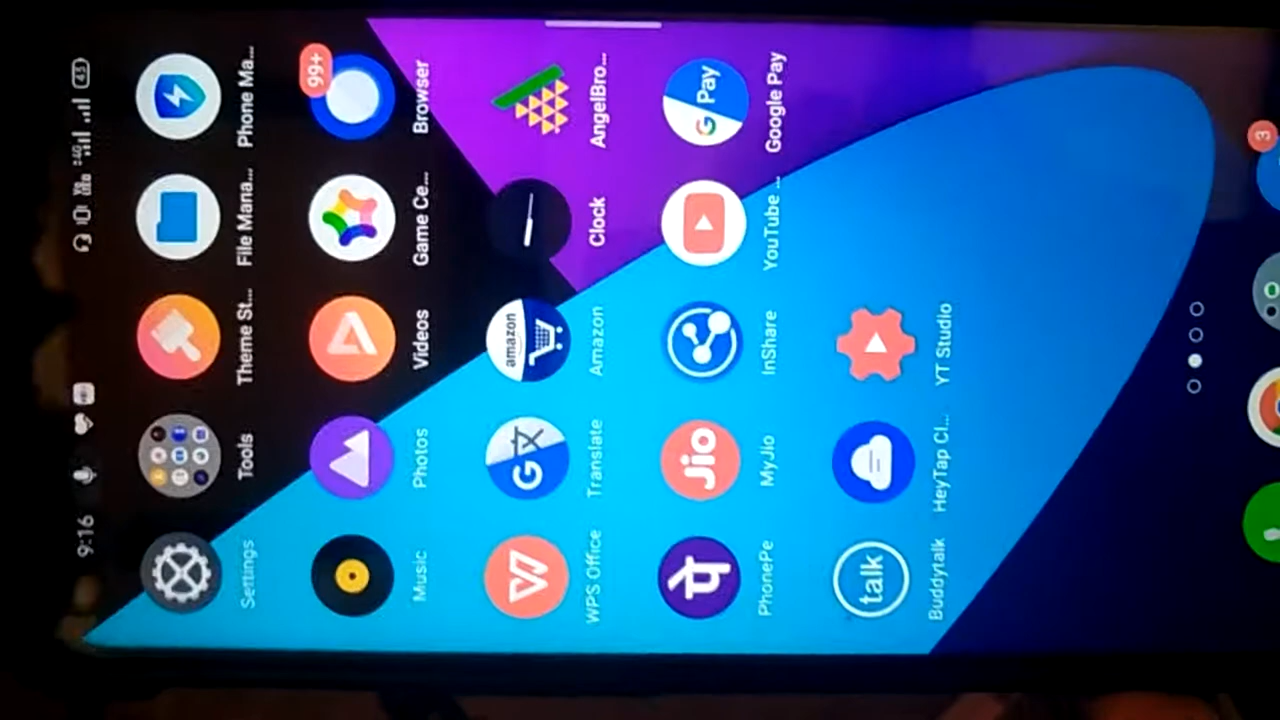 9:16
43
Settings
Tools
Theme St...
File Mana...
Phone Ma...
99+
Music
Photos
Videos
Game Ce...
Browser
amazon
WPS Office
Translate
Amazon
Clock
AngelBro...
पे
Jio
G Pay
PhonePe
MyJio
InShare
YouTube ...
Google Pay
talk
Buddytalk
HeyTap Cl...
YT Studio
3